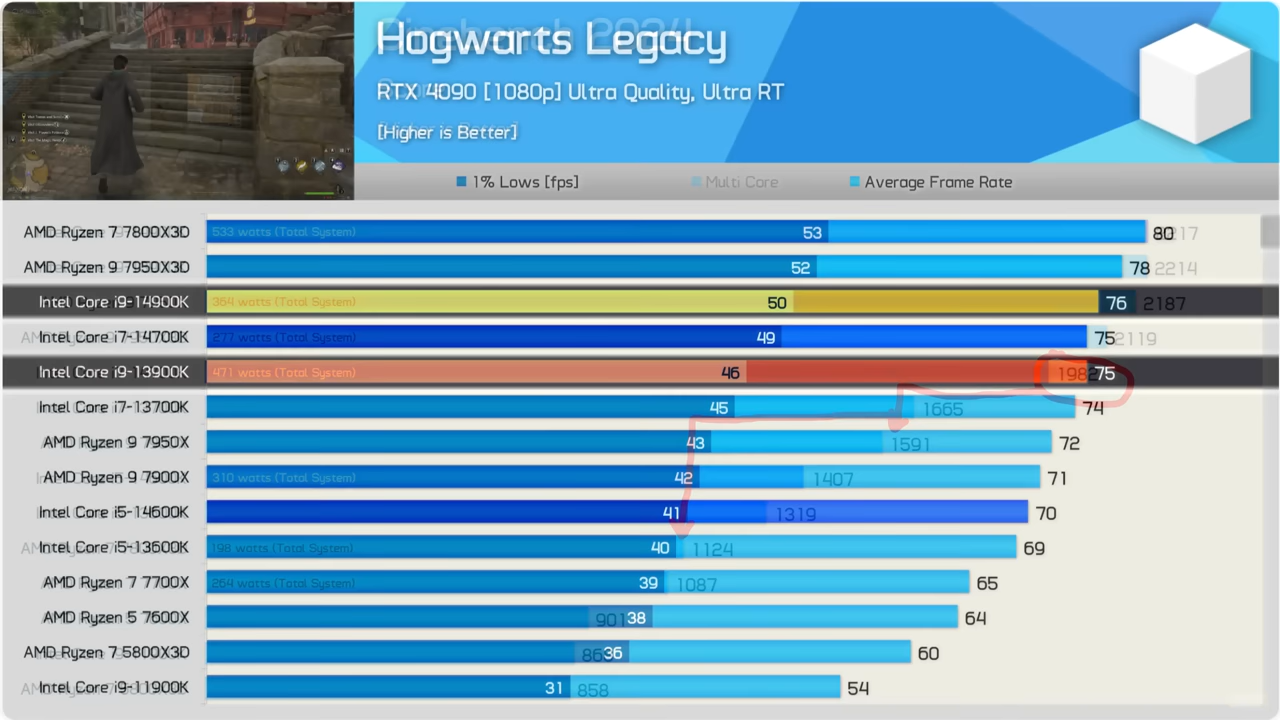 Hogwarts Legacy
RTX 4090 [1080p] Ultra Quality, Ultra RT
[Higher is Better]
1% Lows [fps] Multi Core Average Frame Rate
AMD Ryzen 7 7800X3D 533 watts (Total System) 53 80 2217
AMD Ryzen 9 7950X3D 52 78 2214
Intel Core i9-14900K 364 watts (Total System) 50 76 2187
Intel Core i7-14700K 277 watts (Total System) 49 75 2119
Intel Core i9-13900K 471 watts (Total System) 46 1982 75
Intel Core i7-13700K 45 1665 74
AMD Ryzen 9 7950X 43 1591 72
AMD Ryzen 9 7900X 310 watts (Total System) 42 1407 71
Intel Core i5-14600K 41 1319 70
Intel Core i5-13600K 198 watts (Total System) 40 1124 69
AMD Ryzen 7 7700X 264 watts (Total System) 39 1087 65
AMD Ryzen 5 7600X 901 38 64
AMD Ryzen 7 5800X3D 36 60
Intel Core i9-11900K 31 858 54